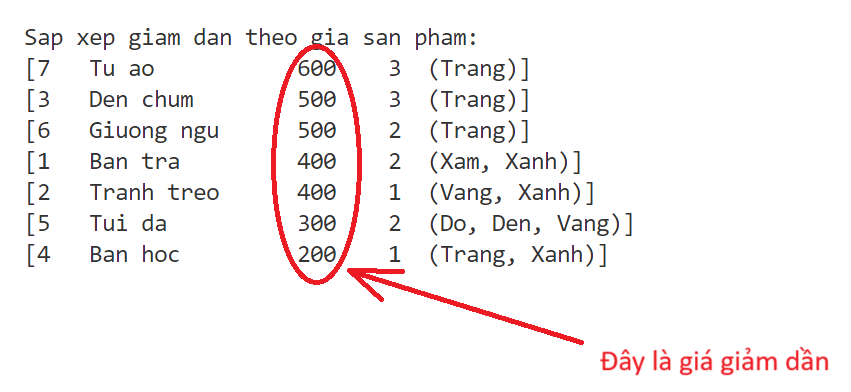 Sap xep giam dan theo gia san pham:
[7 Tu ao 600 3 (Trang)]
[3 Den chum 500 3 (Trang)]
[6 Giuong ngu 500 2 (Trang)]
[1 Ban tra 400 2 (Xam, Xanh)]
[2 Tranh treo 400 1 (Vang, Xanh)]
[5 Tui da 300 2 (Do, Den, Vang)]
[4 Ban hoc 200 1 (Trang, Xanh)]
Đây là giá giảm dần